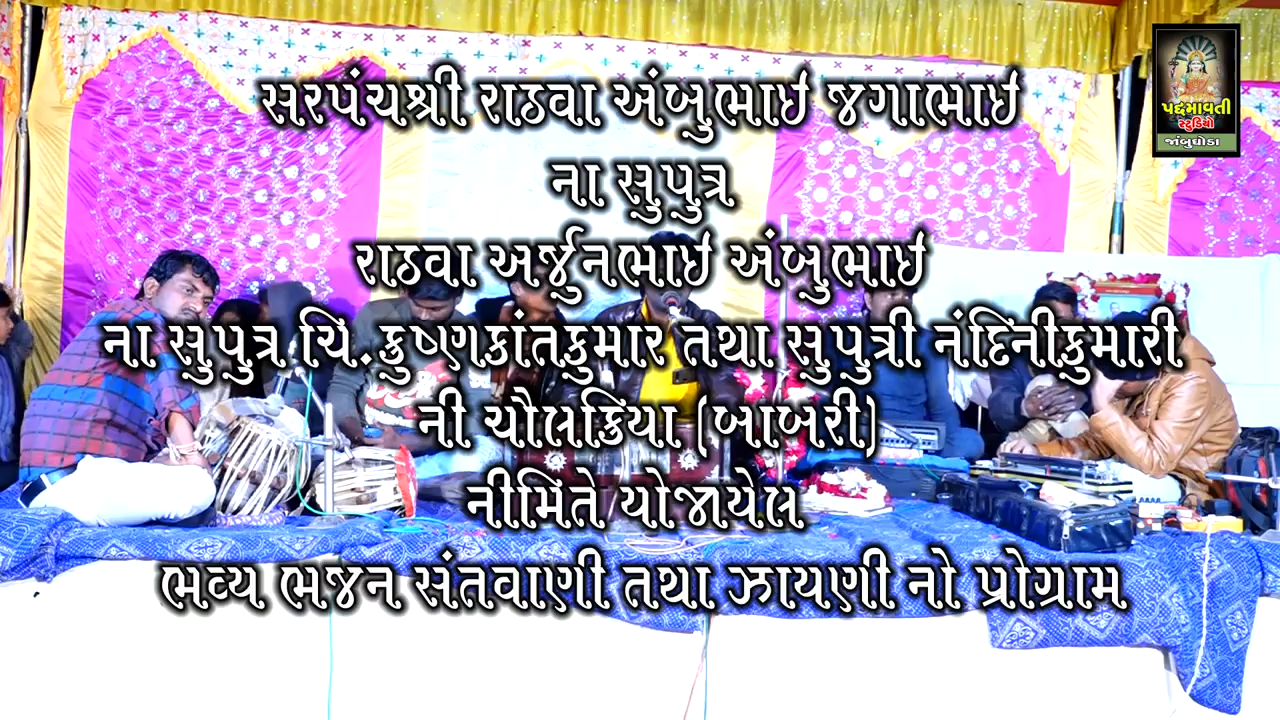 સરપંચશ્રી રાઠવા અંબુભાઈ જગાભાઈ
ના સુપુત્ર
રાઠવા અર્જુનભાઈ અંબુભાઈ
ના સુપુત્ર ચિ. ક્રુષ્ણકાંતકુમાર તથા સુપુત્રી નંદિનીકુમારી
ની ચૌલક્રિયા (બાબરી)
નીમિતે યોજાયેલ
ભવ્ય ભજન સંતવાણી તથા ઝાયણી નો પ્રોગ્રામ
પદ્દમાવતી
સ્ટુડિયો
જાંબુઘોડા